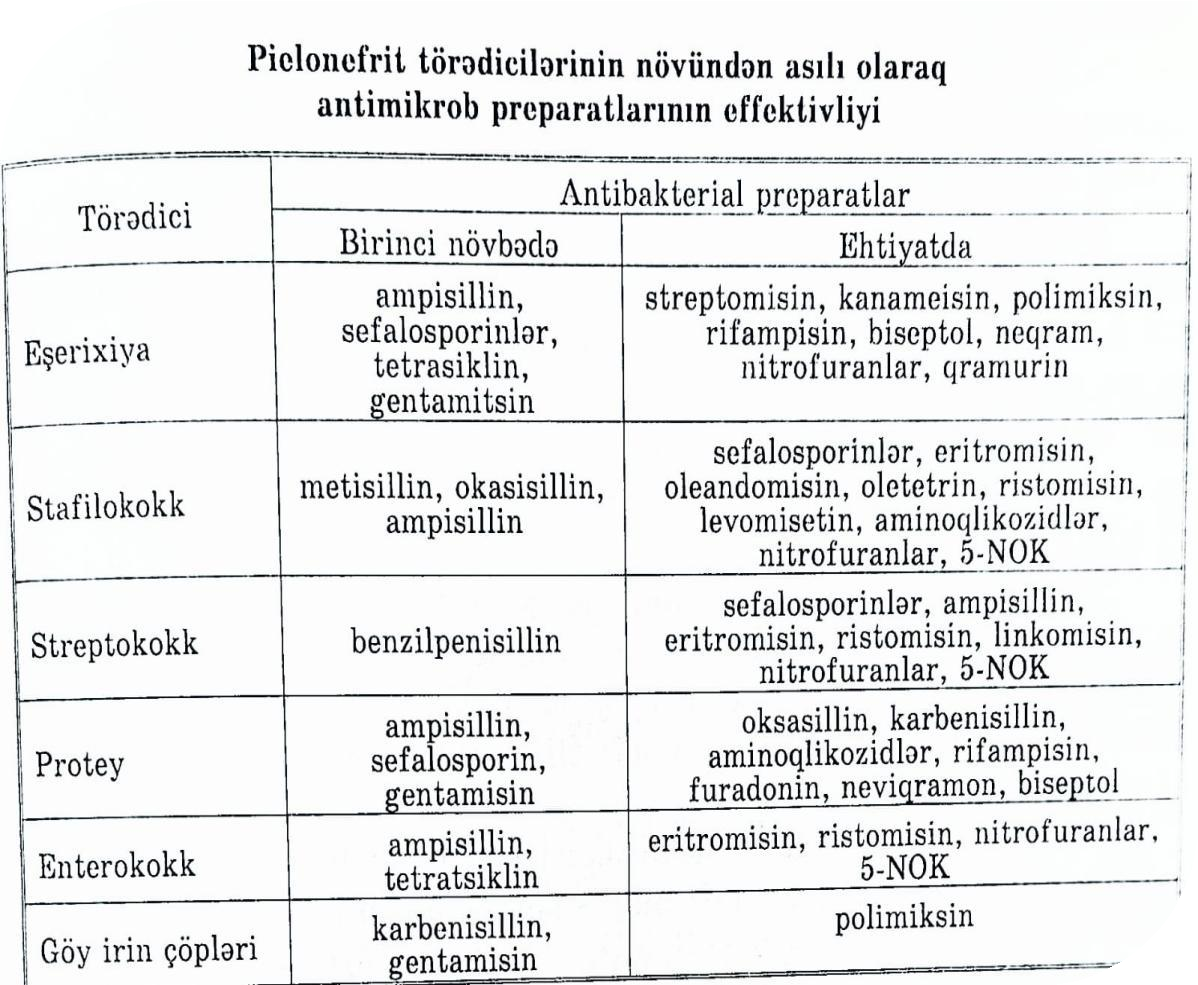 Pielonefrit törədicilərinin növündən asılı olaraq
antimikrob preparatlarının effektivliyi
Törədici
Antibakterial preparatlar
Birinci növbədə
Ehtiyatda
Eşerixiya
ampisillin,
sefalosporinlər,
tetrasiklin,
gentamitsin
streptomisin, kanameisin, polimiksin,
rifampisin, biseptol, neqram,
nitrofuranlar, qramurin
Stafilokokk
metisillin, okasisillin,
ampisillin
sefalosporinlər, eritromisin,
oleandomisin, oletetrin, ristomisin,
levomisetin, aminoqlikozidlər,
nitrofuranlar, 5-NOK
Streptokokk
benzilpenisillin
sefalosporinlər, ampisillin,
eritromisin, ristomisin, linkomisin,
nitrofuranlar, 5-NOK
Protey
ampisillin,
sefalosporin,
gentamisin
oksasillin, karbenisillin,
aminoqlikozidlər, rifampisin,
furadonin, neviqramon, biseptol
Enterokokk
ampisillin,
tetratsiklin
eritromisin, ristomisin, nitrofuranlar,
5-NOK
Göy irin çöpləri
karbenisillin,
gentamisin
polimiksin